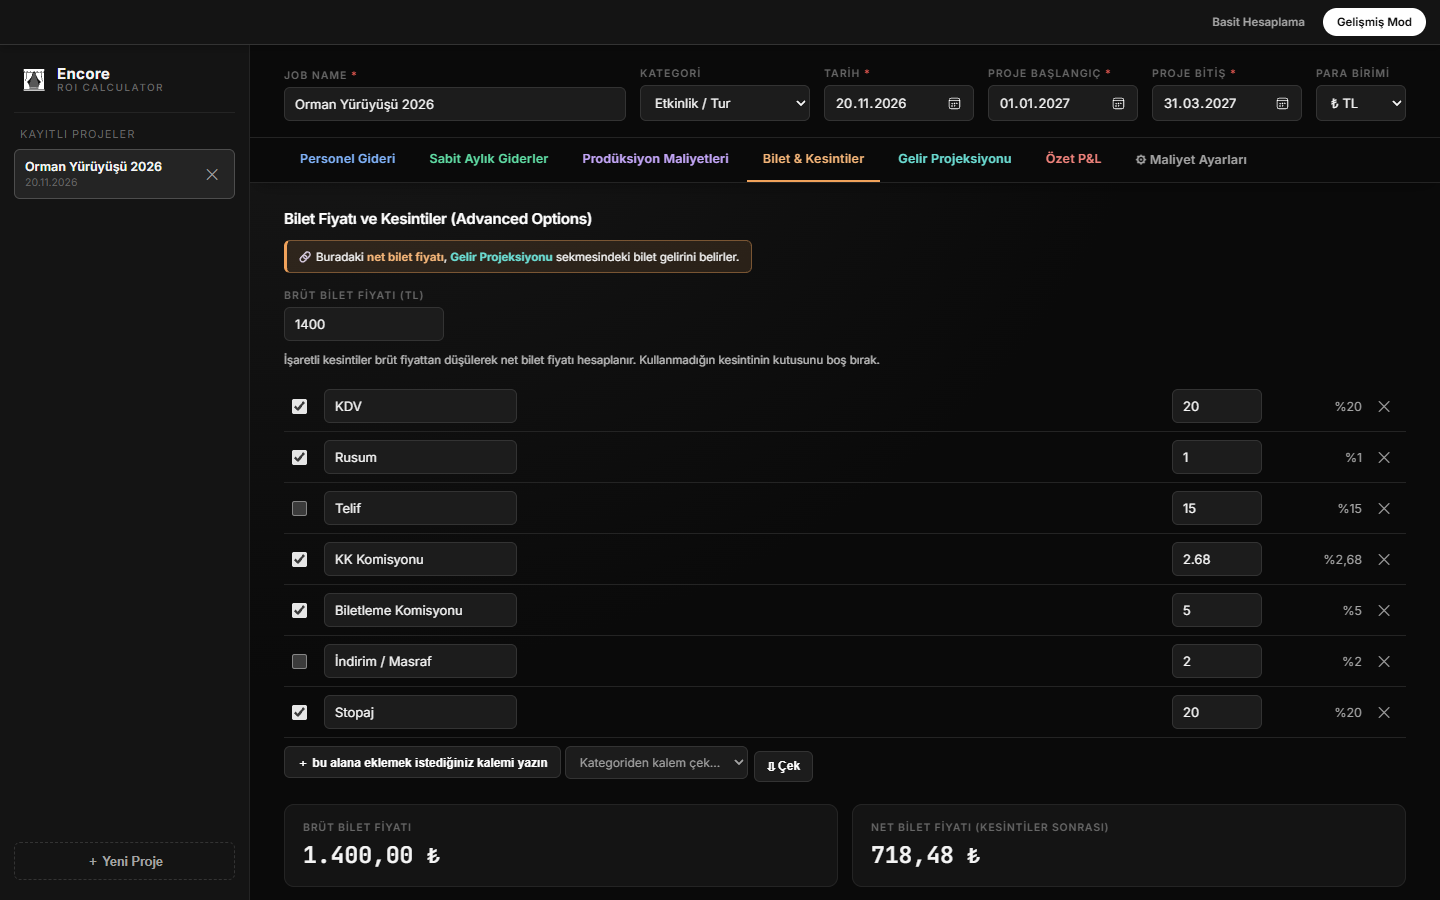 Basit Hesaplama
Gelişmiş Mod
Encore
ROI CALCULATOR
KAYITLI PROJELER
Orman Yürüyüşü 2026
20.11.2026
+ Yeni Proje
JOB NAME *
Orman Yürüyüşü 2026
KATEGORİ
Etkinlik / Tur
TARİH *
20.11.2026
PROJE BAŞLANGIÇ *
01.01.2027
PROJE BİTİŞ *
31.03.2027
PARA BİRİMİ
₺ TL
Personel Gideri
Sabit Aylık Giderler
Prodüksiyon Maliyetleri
Bilet & Kesintiler
Gelir Projeksiyonu
Özet P&L
⚙ Maliyet Ayarları
Bilet Fiyatı ve Kesintiler (Advanced Options)
🔗 Buradaki net bilet fiyatı, Gelir Projeksiyonu sekmesindeki bilet gelirini belirler.
BRÜT BİLET FİYATI (TL)
1400
İşaretli kesintiler brüt fiyattan düşülerek net bilet fiyatı hesaplanır. Kullanmadığın kesintinin kutusunu boş bırak.
KDV 20 %20
Rusum 1 %1
Telif 15 %15
KK Komisyonu 2.68 %2,68
Biletleme Komisyonu 5 %5
İndirim / Masraf 2 %2
Stopaj 20 %20
+ bu alana eklemek istediğiniz kalemi yazın
Kategoriden kalem çek...
⇩ Çek
BRÜT BİLET FİYATI
1.400,00 ₺
NET BİLET FİYATI (KESİNTİLER SONRASI)
718,48 ₺